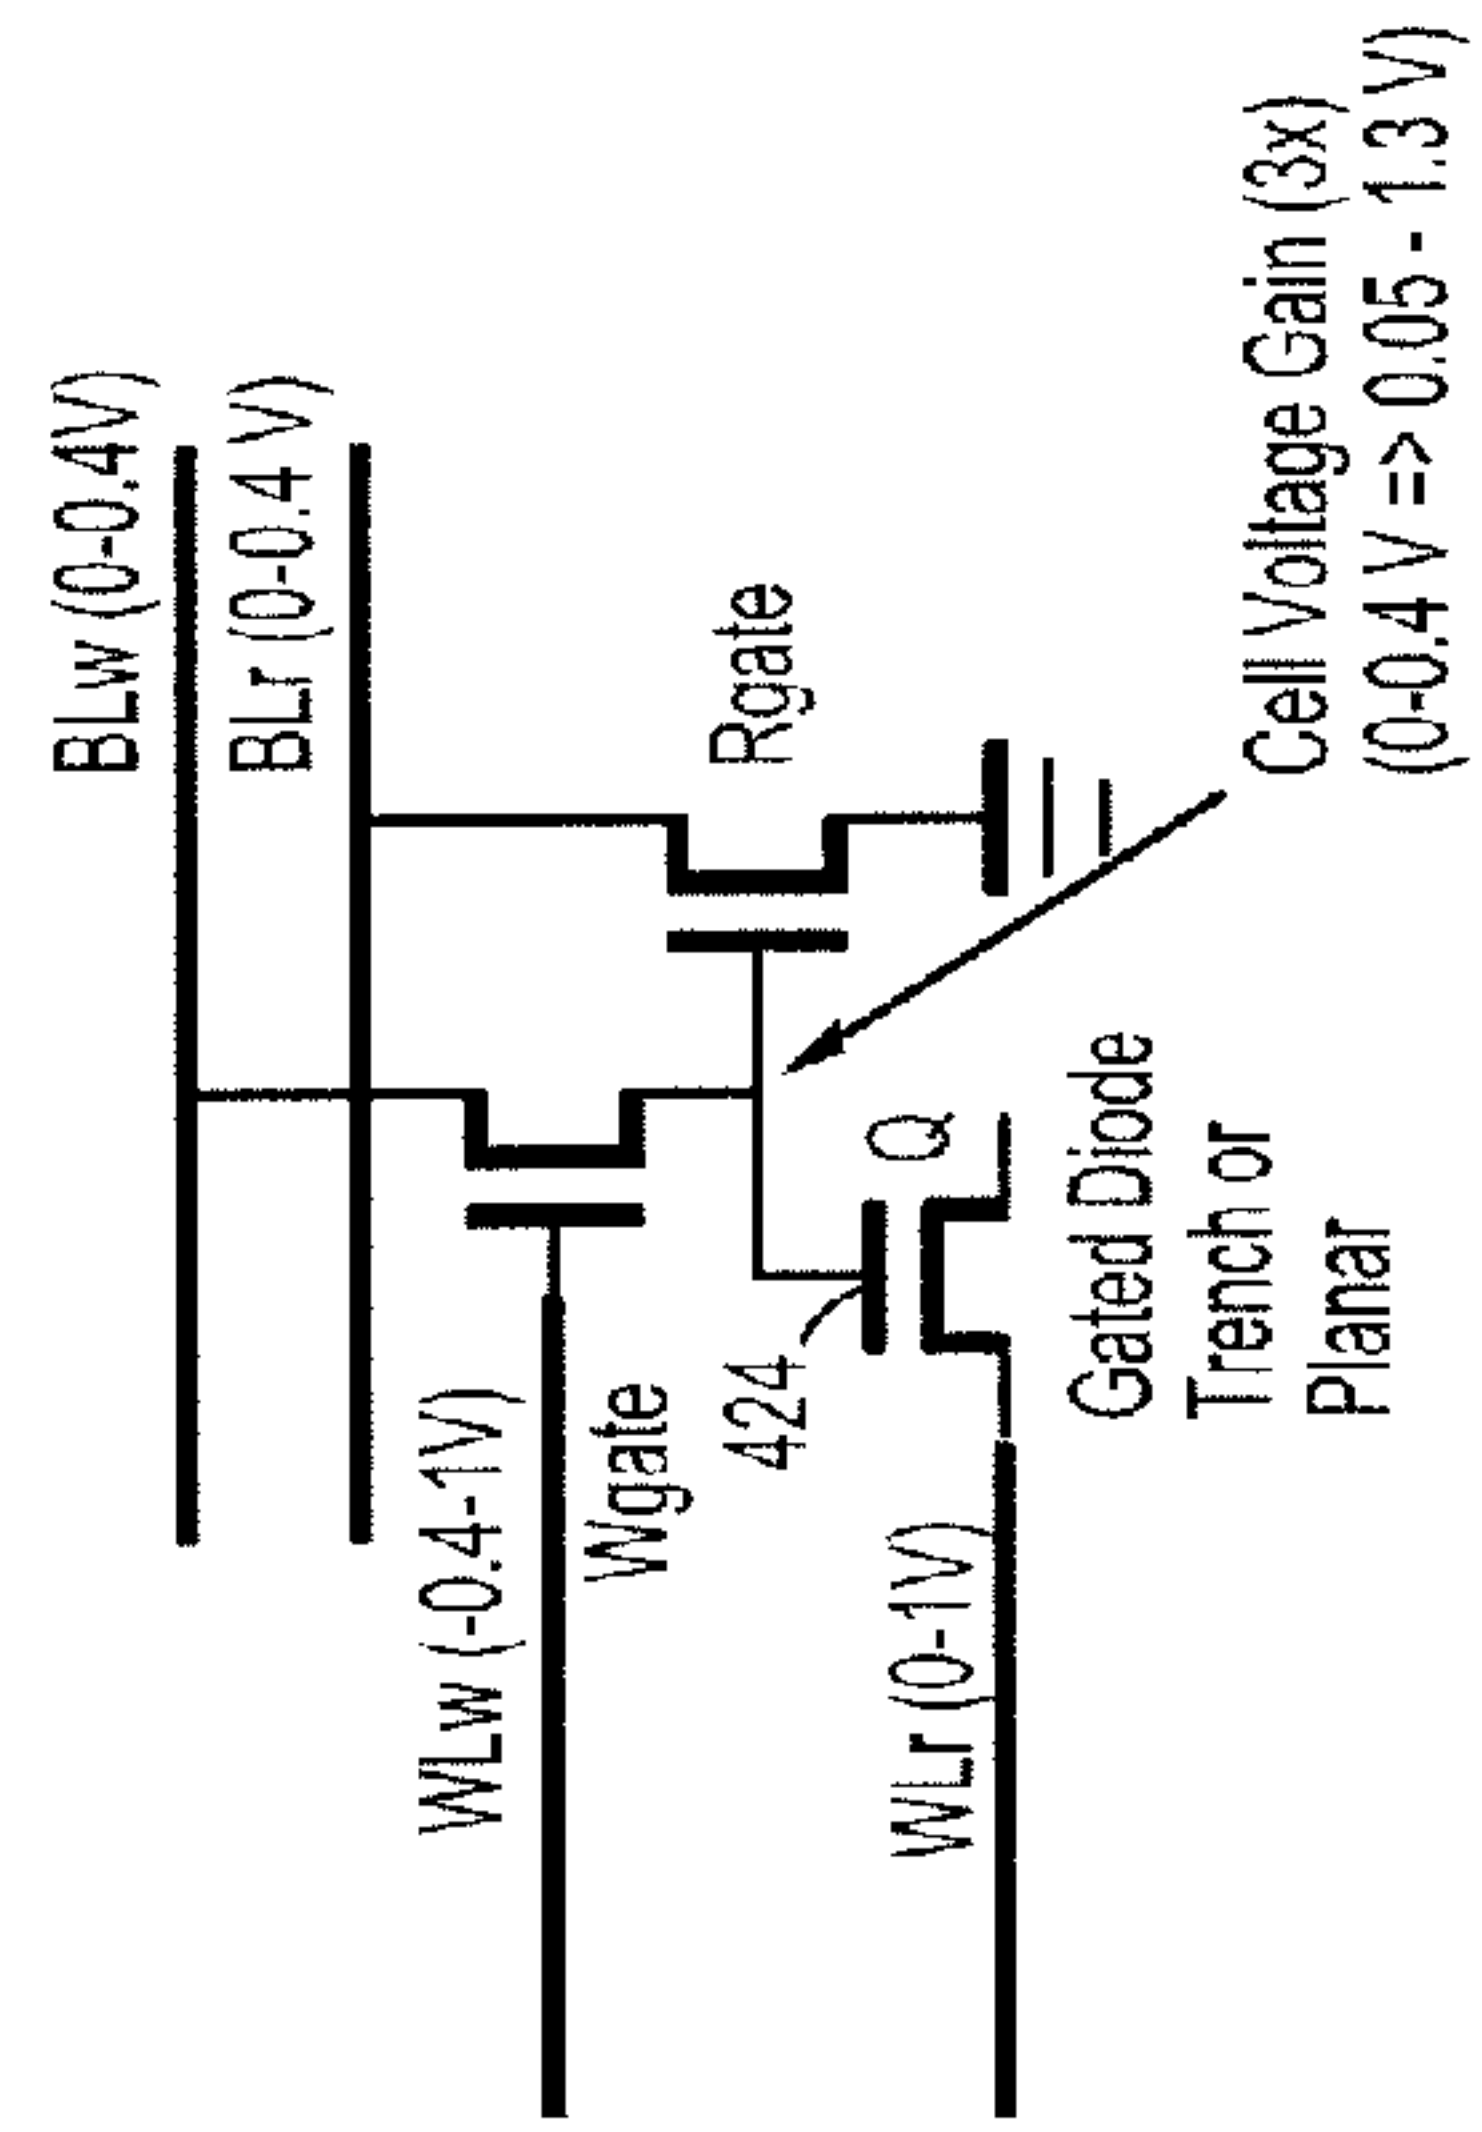 BLw (0-0.4V)
BLr (0-0.4 V)
WLw (-0.4-1V)
Wgate
Rgate
424
Q
WLr (0-1V)
Gated Diode
Trench or
Planar
Cell Voltage Gain (3x)
(0-0.4 V => 0.05 - 1.3 V)